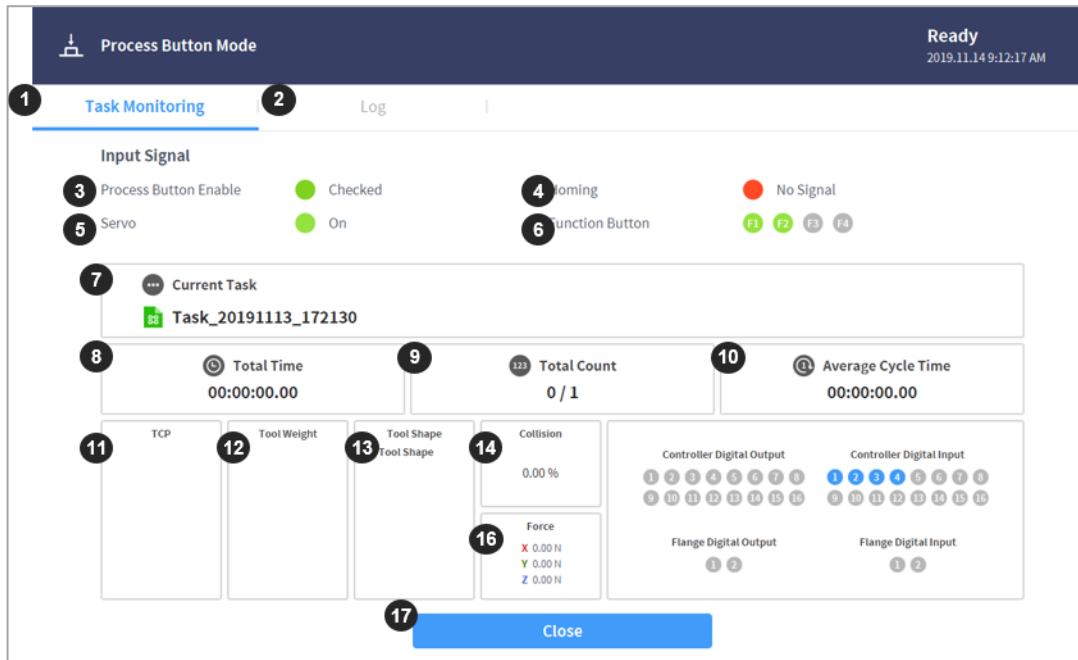 Process Button Mode
Ready
2019.11.14 9:12:17 AM
1 Task Monitoring
2 Log
Input Signal
3 Process Button Enable Checked
4 oming No Signal
5 Servo On
6 unction Button F1 F2 F3 F4
7 Current Task
Task_20191113_172130
8 Total Time
00:00:00.00
9 123 Total Count
0 / 1
10 1 Average Cycle Time
00:00:00.00
11 TCP
12 Tool Weight
13 Tool Shape
Tool Shape
14 Collision
0.00 %
16 Force
X 0.00 N
Y 0.00 N
Z 0.00 N
Controller Digital Output
1 2 3 4 5 6 7 8
9 10 11 12 13 14 15 16
Controller Digital Input
1 2 3 4 5 6 7 8
9 10 11 12 13 14 15 16
Flange Digital Output
1 2
Flange Digital Input
1 2
17 Close